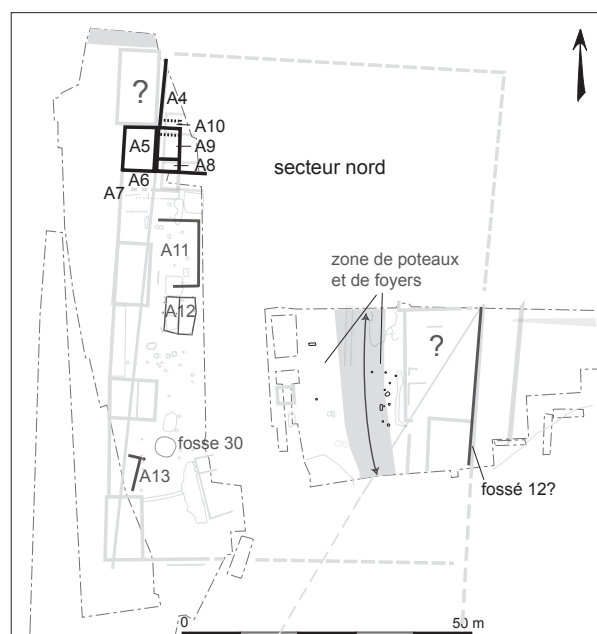 ?
A4
A10
A5
A9
A8
A6
A7
secteur nord
A11
zone de poteaux
et de foyers
A12
?
fosse 30
A13
fossé 12?
0
50 m